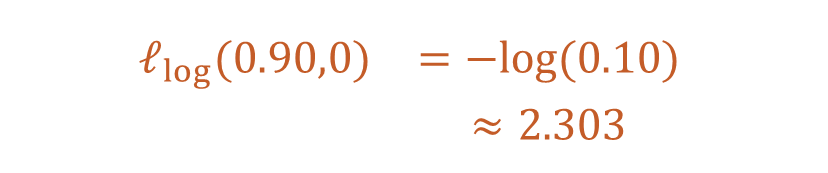 ℓlog(0.90,0) = −log(0.10)
≈ 2.303